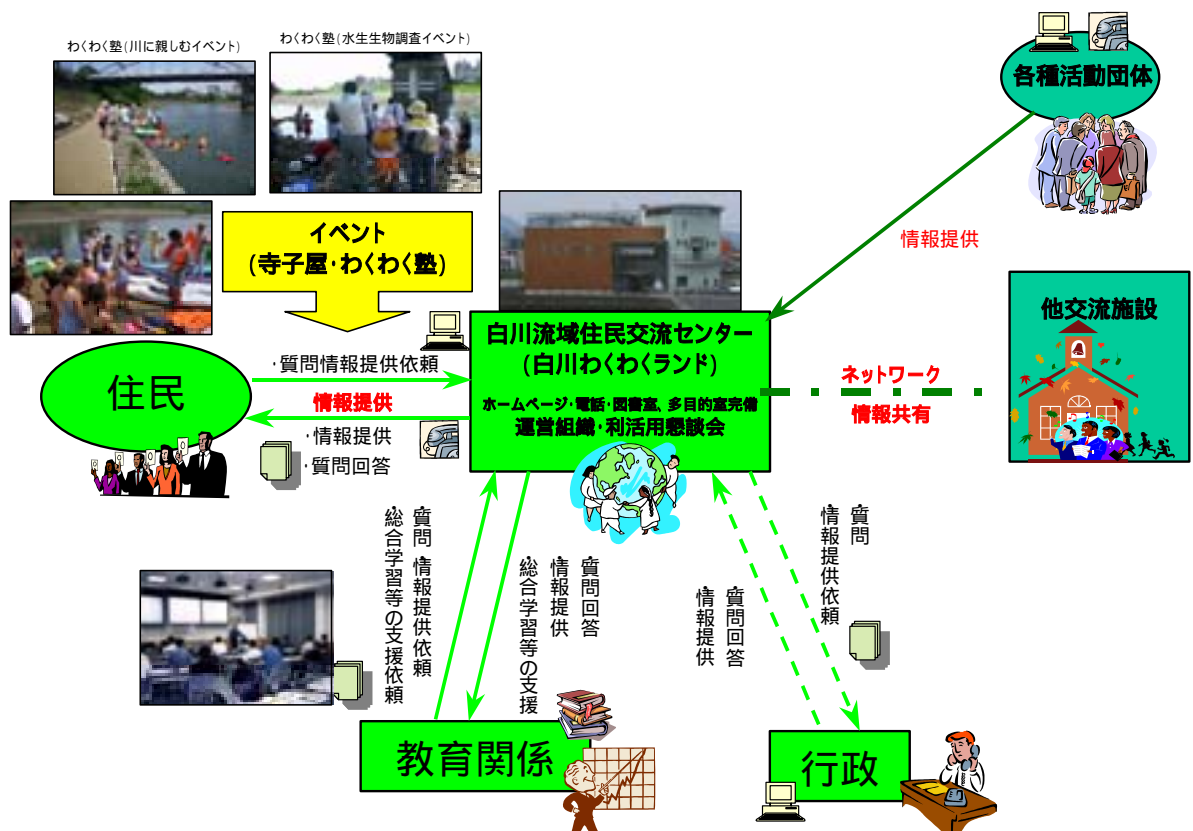 わくわく塾(川に親しむイベント)
わくわく塾(水生生物調査イベント)
各種活動団体
イベント
(寺子屋・わくわく塾)
情報提供
白川流域住民交流センター
(白川わくわくランド)
ホームページ・電話・図書室、多目的室完備
運営組織・利活用懇談会
他交流施設
ネットワーク
情報共有
住民
・質問情報提供依頼
情報提供
・情報提供
・質問回答
・質問・情報提供依頼
・総合学習等の支援依頼
・質問回答
・情報提供
・総合学習等の支援
・質問回答
・情報提供
・質問
・情報提供依頼
教育関係
行政